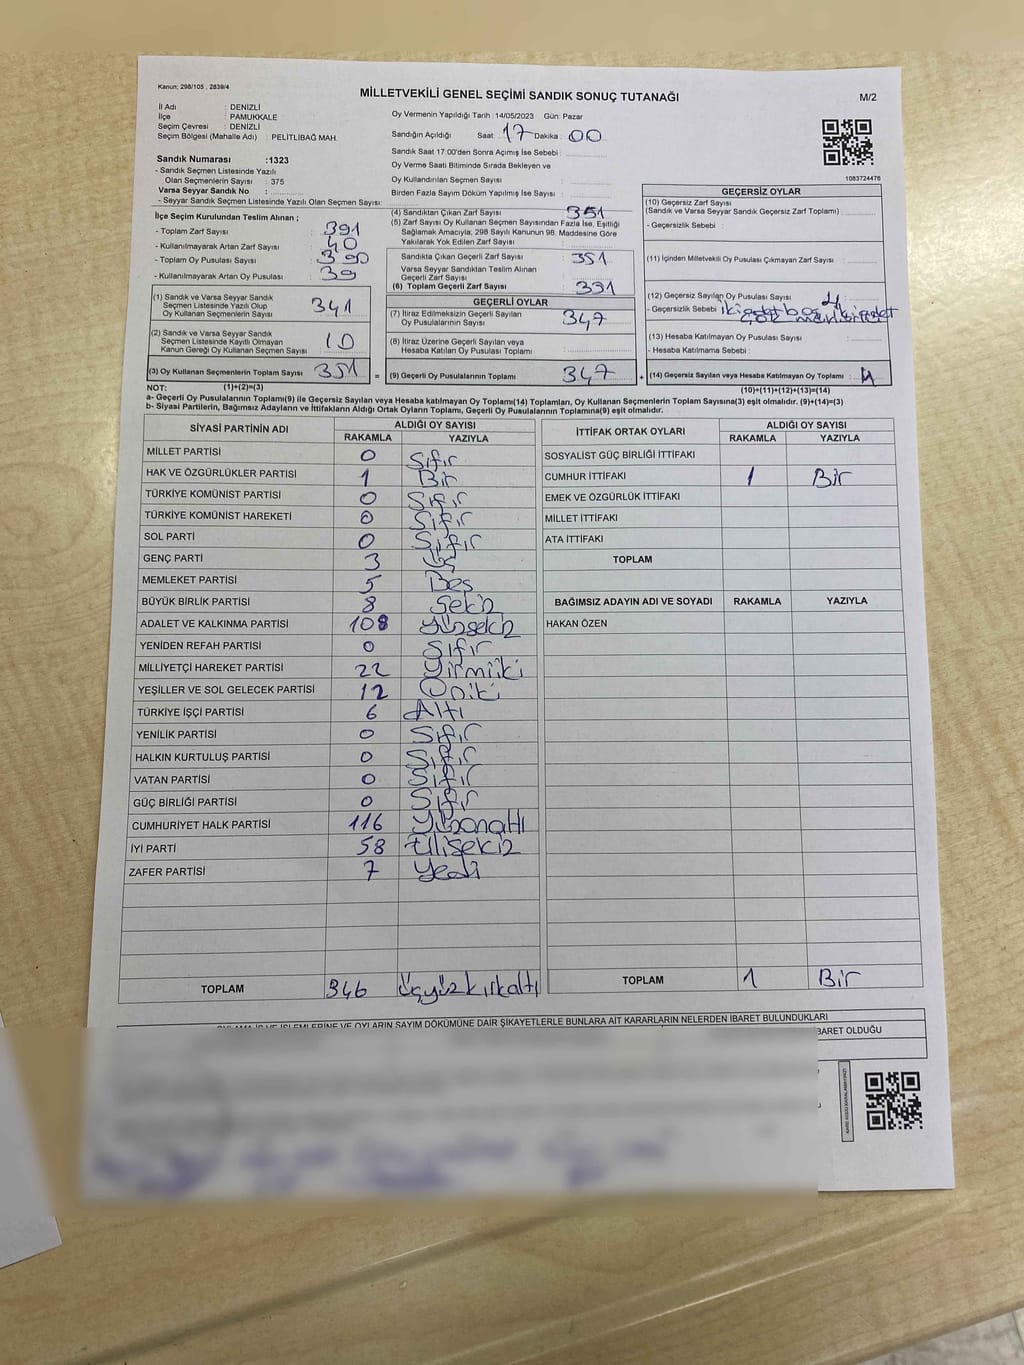 Kanun; 298/105 , 2839/4
MİLLETVEKİLİ GENEL SEÇİMİ SANDIK SONUÇ TUTANAĞI
M/2
İl Adı : DENİZLİ
İlçe : PAMUKKALE
Seçim Çevresi : DENİZLİ
Seçim Bölgesi (Mahalle Adı) : PELİTLİBAĞ MAH.
Oy Vermenin Yapıldığı Tarih :14/05/2023 Gün: Pazar
Sandığın Açıldığı Saat: 17 Dakika : 00
Sandık Saat 17:00'den Sonra Açımış İse Sebebi :
Oy Verme Saati Bitiminde Sırada Bekleyen ve
Oy Kullandırılan Seçmen Sayısı :
Birden Fazla Sayım Döküm Yapılmış İse Sayısı :
1083724476
Sandık Numarası :1323
- Sandık Seçmen Listesinde Yazılı
Olan Seçmenlerin Sayısı : 375
Varsa Seyyar Sandık No :
- Seyyar Sandık Seçmen Listesinde Yazılı Olan Seçmen Sayısı:
İlçe Seçim Kurulundan Teslim Alınan ;
- Toplam Zarf Sayısı : 391
- Kullanılmayarak Artan Zarf Sayısı : 40
- Toplam Oy Pusulası Sayısı : 390
- Kullanılmayarak Artan Oy Pusulası : 39
(1) Sandık ve Varsa Seyyar Sandık
Seçmen Listesinde Yazılı Olup
Oy Kullanan Seçmenlerin Sayısı : 341
(2) Sandık ve Varsa Seyyar Sandık
Seçmen Listesinde Kayıtlı Olmayan
Kanun Gereği Oy Kullanan Seçmen Sayısı : 10
(3) Oy Kullanan Seçmenlerin Toplam Sayısı : 351 =
(4) Sandıktan Çıkan Zarf Sayısı : 351
(5) Zarf Sayısı Oy Kullanan Seçmen Sayısından Fazla İse, Eşitliği
Sağlamak Amacıyla, 298 Sayılı Kanunun 98. Maddesine Göre
Yakılarak Yok Edilen Zarf Sayısı :
Sandıkta Çıkan Geçerli Zarf Sayısı : 351
Varsa Seyyar Sandıktan Teslim Alınan
Geçerli Zarf Sayısı :
(6) Toplam Geçerli Zarf Sayısı : 351
GEÇERLİ OYLAR
(7) İtiraz Edilmeksizin Geçerli Sayılan
Oy Pusulalarının Sayısı : 347
(8) İtiraz Üzerine Geçerli Sayılan veya
Hesaba Katılan Oy Pusulası Toplamı :
(9) Geçerli Oy Pusulalarının Toplamı : 347 +
GEÇERSİZ OYLAR
(10) Geçersiz Zarf Sayısı
(Sandık ve Varsa Seyyar Sandık Geçersiz Zarf Toplamı) :
- Geçersizlik Sebebi :
(11) İçinden Milletvekili Oy Pusulası Çıkmayan Zarf Sayısı :
(12) Geçersiz Sayılan Oy Pusulası Sayısı : 4
- Geçersizlik Sebebi : iki adet boş
(13) Hesaba Katılmayan Oy Pusulası Sayısı :
- Hesaba Katılmama Sebebi :
(14) Geçersiz Sayılan veya Hesaba Katılmayan Oy Toplamı : 4
NOT: (1)+(2)=(3) (10)+(11)+(12)+(13)=(14)
a- Geçerli Oy Pusulalarının Toplamı(9) ile Geçersiz Sayılan veya Hesaba katılmayan Oy Toplamı(14) Toplamları, Oy Kullanan Seçmenlerin Toplam Sayısına(3) eşit olmalıdır. (9)+(14)=(3)
b- Siyasi Partilerin, Bağımsız Adayların ve İttifakların Aldığı Ortak Oyların Toplamı, Geçerli Oy Pusulalarının Toplamına(9) eşit olmalıdır.
SİYASİ PARTİNİN ADI ALDIĞI OY SAYISI
RAKAMLA YAZIYLA
MİLLET PARTİSİ 0 Sıfır
HAK VE ÖZGÜRLÜKLER PARTİSİ 1 Bir
TÜRKİYE KOMÜNİST PARTİSİ 0 Sıfır
TÜRKİYE KOMÜNİST HAREKETİ 0 Sıfır
SOL PARTİ 0 Sıfır
GENÇ PARTİ 3 Üç
MEMLEKET PARTİSİ 5 Beş
BÜYÜK BİRLİK PARTİSİ 8 Sekiz
ADALET VE KALKINMA PARTİSİ 108 Yüzsekiz
YENİDEN REFAH PARTİSİ 0 Sıfır
MİLLİYETÇİ HAREKET PARTİSİ 22 Yirmiiki
YEŞİLLER VE SOL GELECEK PARTİSİ 12 Oniki
TÜRKİYE İŞÇİ PARTİSİ 6 Altı
YENİLİK PARTİSİ 0 Sıfır
HALKIN KURTULUŞ PARTİSİ 0 Sıfır
VATAN PARTİSİ 0 Sıfır
GÜÇ BİRLİĞİ PARTİSİ 0 Sıfır
CUMHURİYET HALK PARTİSİ 116 Yüzonaltı
İYİ PARTİ 58 Ellisekiz
ZAFER PARTİSİ 7 Yedi
TOPLAM 346 Üçyüzkırkaltı
İTTİFAK ORTAK OYLARI ALDIĞI OY SAYISI
RAKAMLA YAZIYLA
SOSYALİST GÜÇ BİRLİĞİ İTTİFAKI
CUMHUR İTTİFAKI 1 Bir
EMEK VE ÖZGÜRLÜK İTTİFAKI
MİLLET İTTİFAKI
ATA İTTİFAKI
TOPLAM
BAĞIMSIZ ADAYIN ADI VE SOYADI RAKAMLA YAZIYLA
HAKAN ÖZEN
TOPLAM 1 Bir
OYLAMA İŞ VE İŞLEMLERİNE VE OYLARIN SAYIM DÖKÜMÜNE DAİR ŞİKAYETLERLE BUNLARA AİT KARARLARIN NELERDEN İBARET BULUNDUKLARI
BARET OLDUĞU